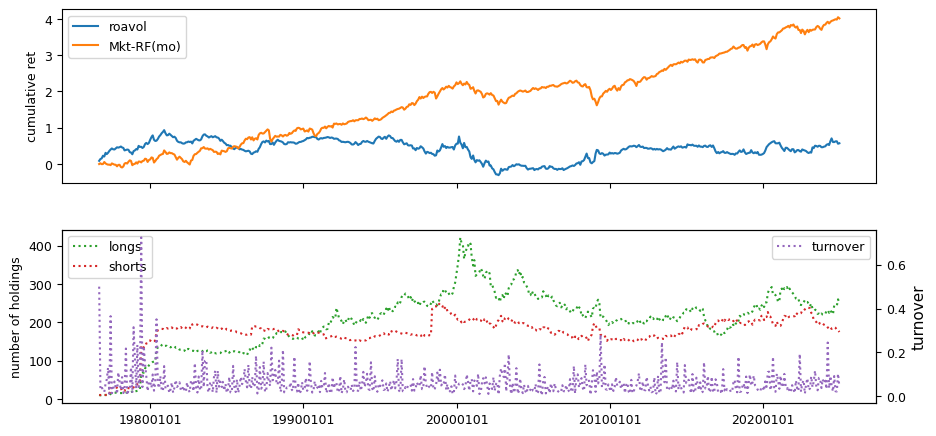 4
3
2
1
0
cumulative ret
roavol
Mkt-RF(mo)
400
300
200
100
0
number of holdings
longs
shorts
turnover
0.6
0.4
0.2
0.0
turnover
19800101
19900101
20000101
20100101
20200101